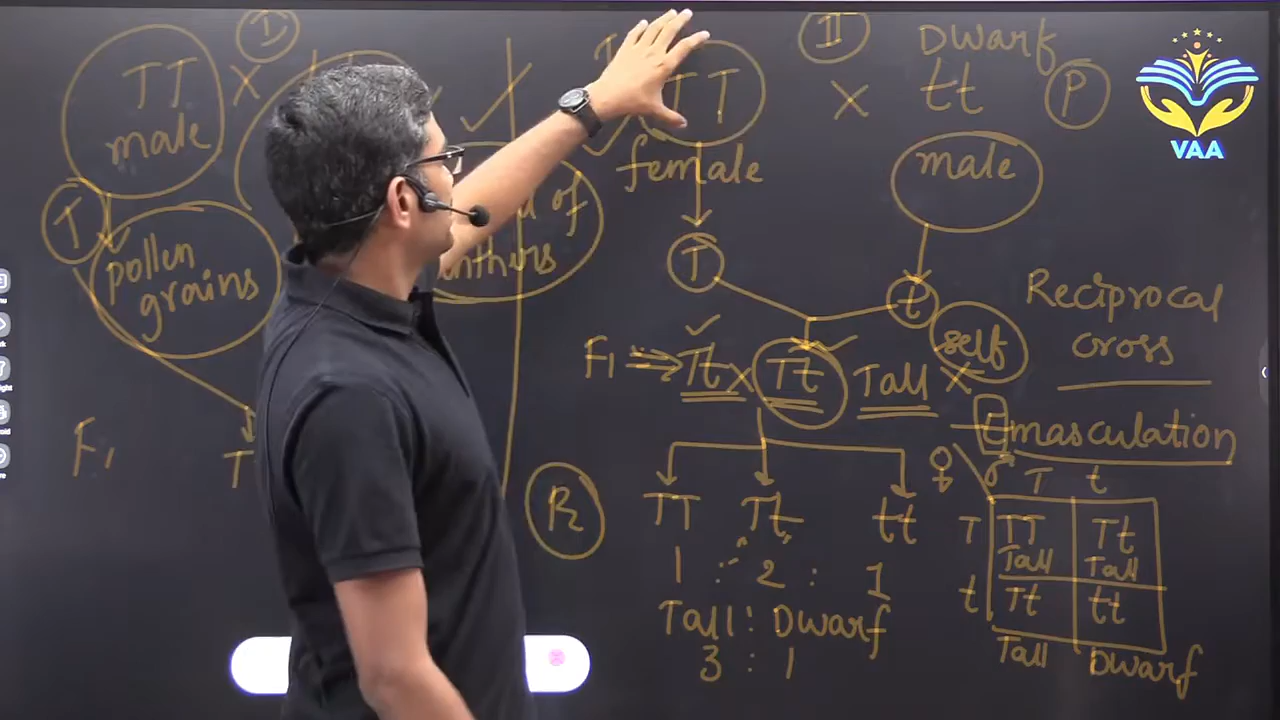 I
TT
male
X
T
pollen
grains
of
F1
T
II
Dwarf
TT
X
tt
P
female
male
T
t
Reciprocal
cross
F1
Tt X Tt Tall X
self
Emasculation
♀
♂
T t
TT Tt tt
1 : 2 : 1
Tall : Dwarf
3 : 1
R
T TT Tt
Tall Tall
t Tt tt
Tall Dwarf
VAA